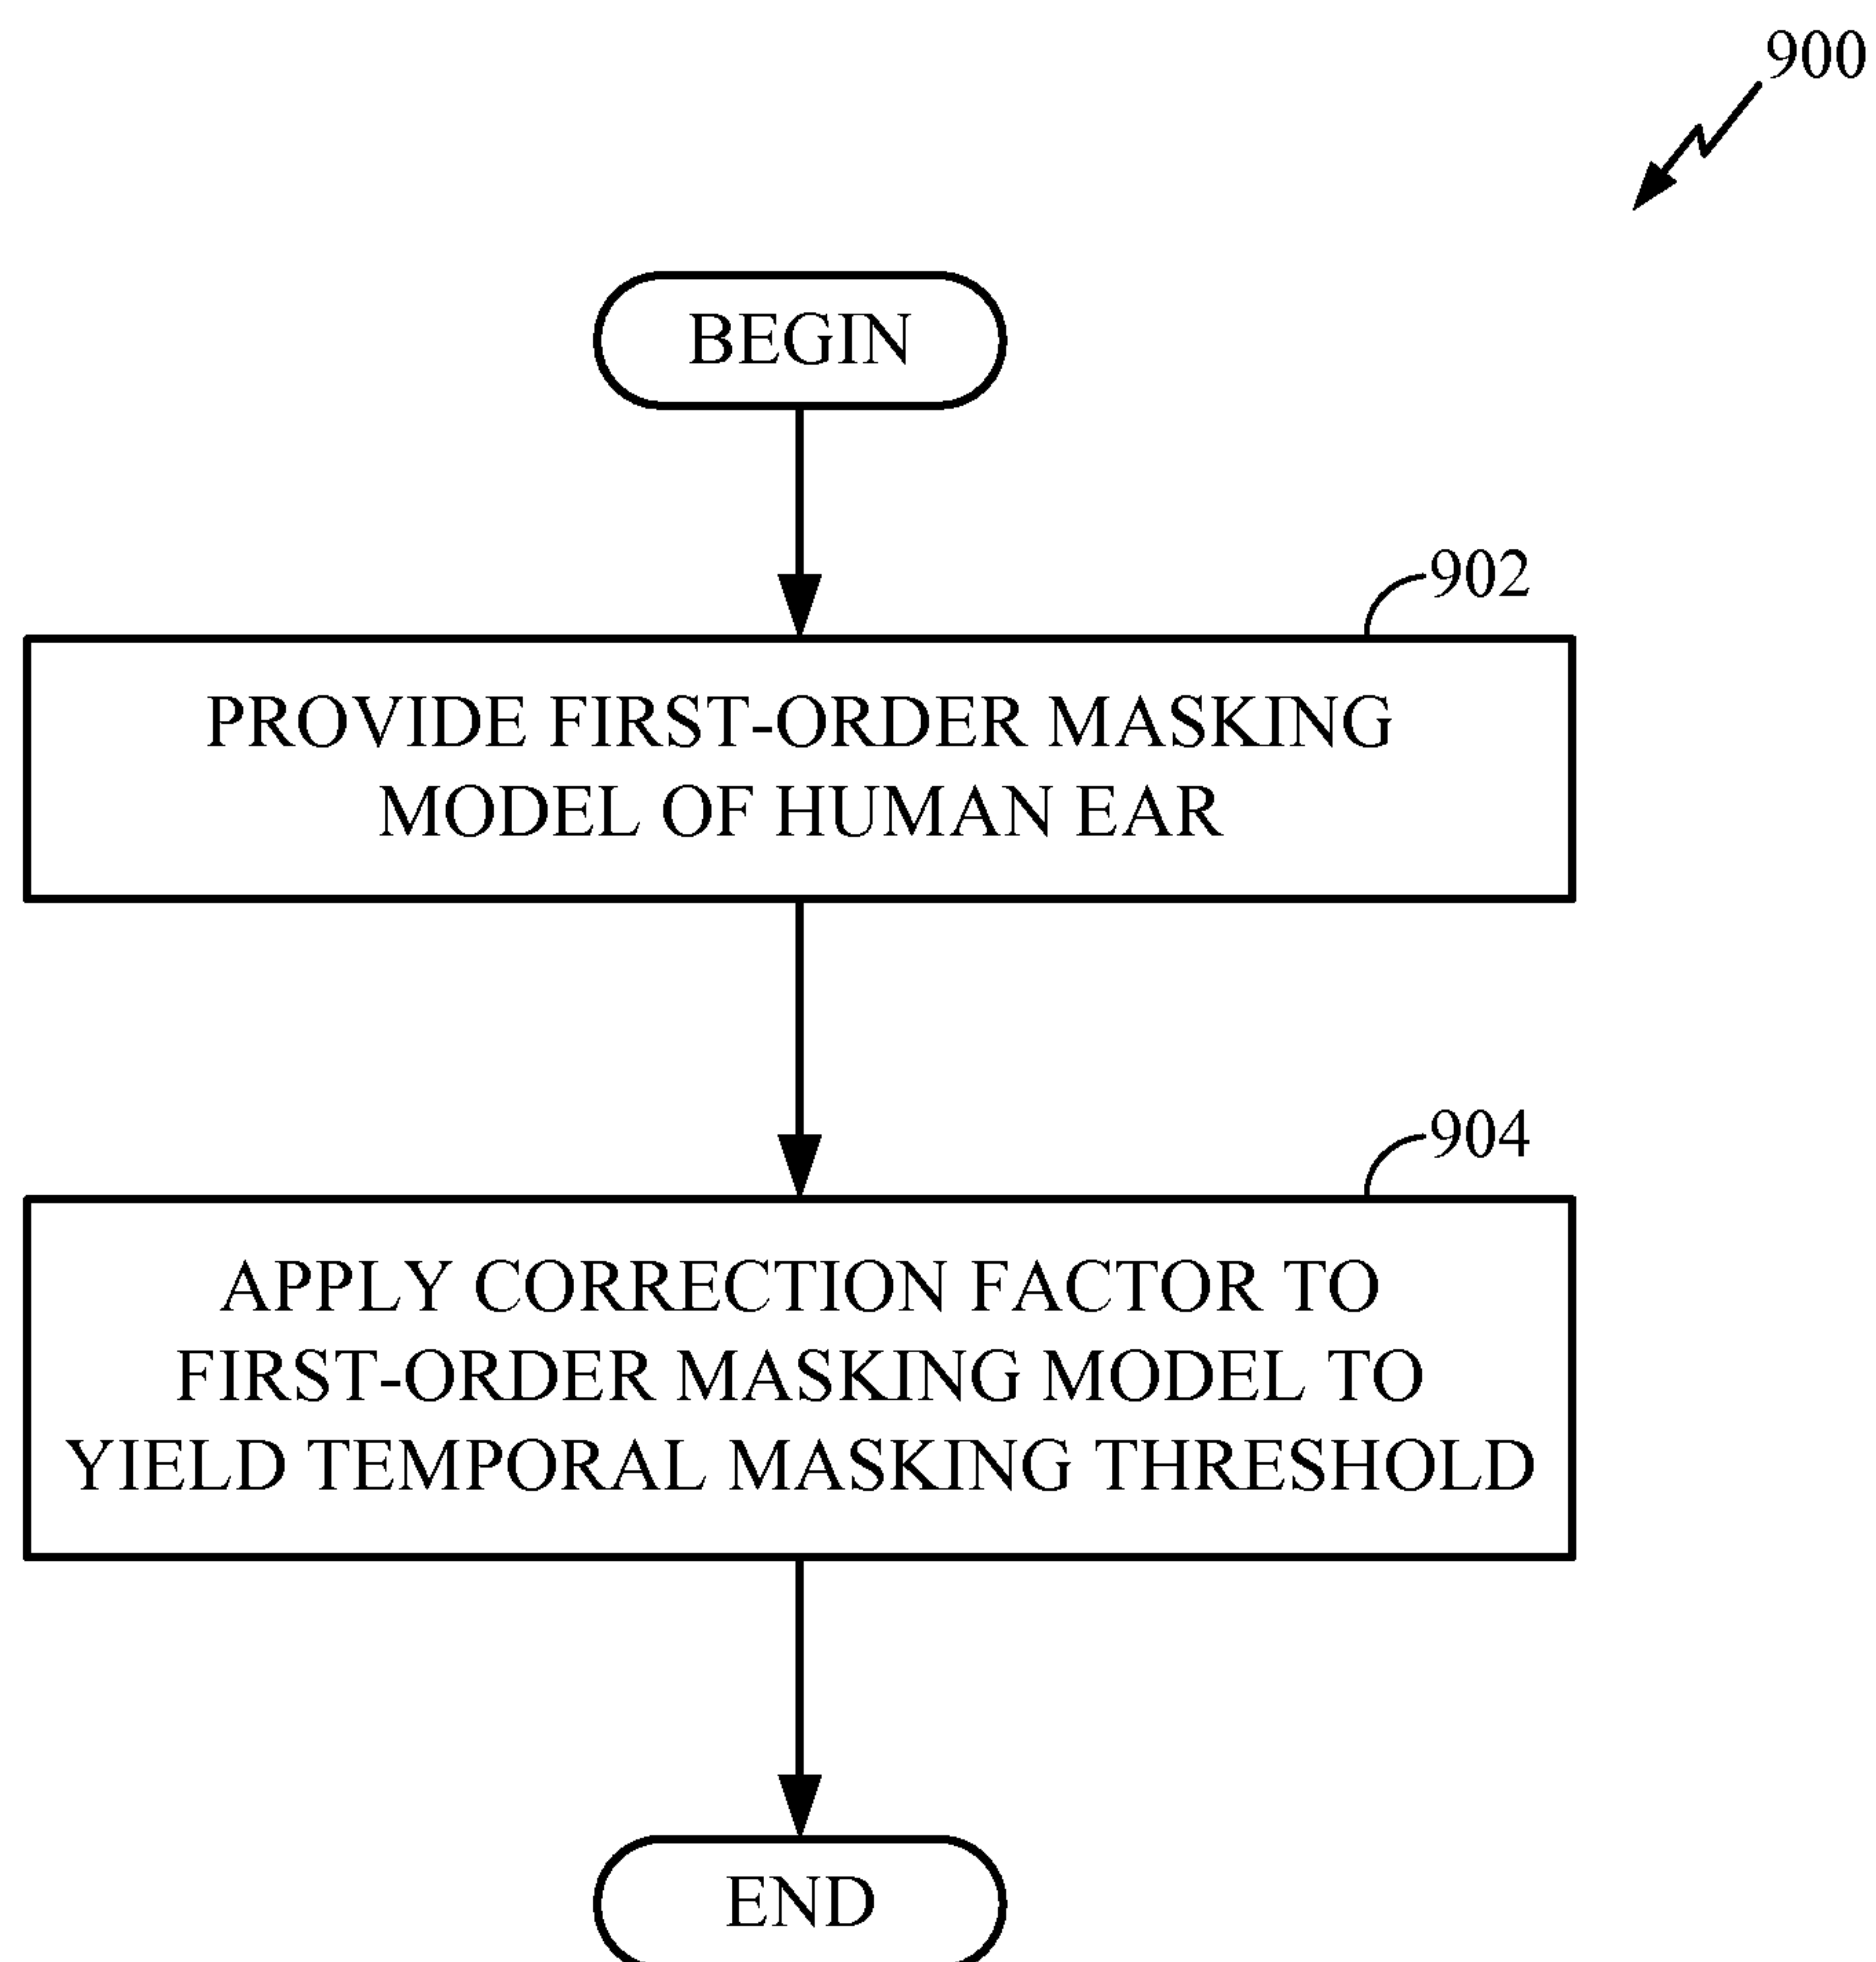 900
BEGIN
902
PROVIDE FIRST-ORDER MASKING
MODEL OF HUMAN EAR
904
APPLY CORRECTION FACTOR TO
FIRST-ORDER MASKING MODEL TO
YIELD TEMPORAL MASKING THRESHOLD
END